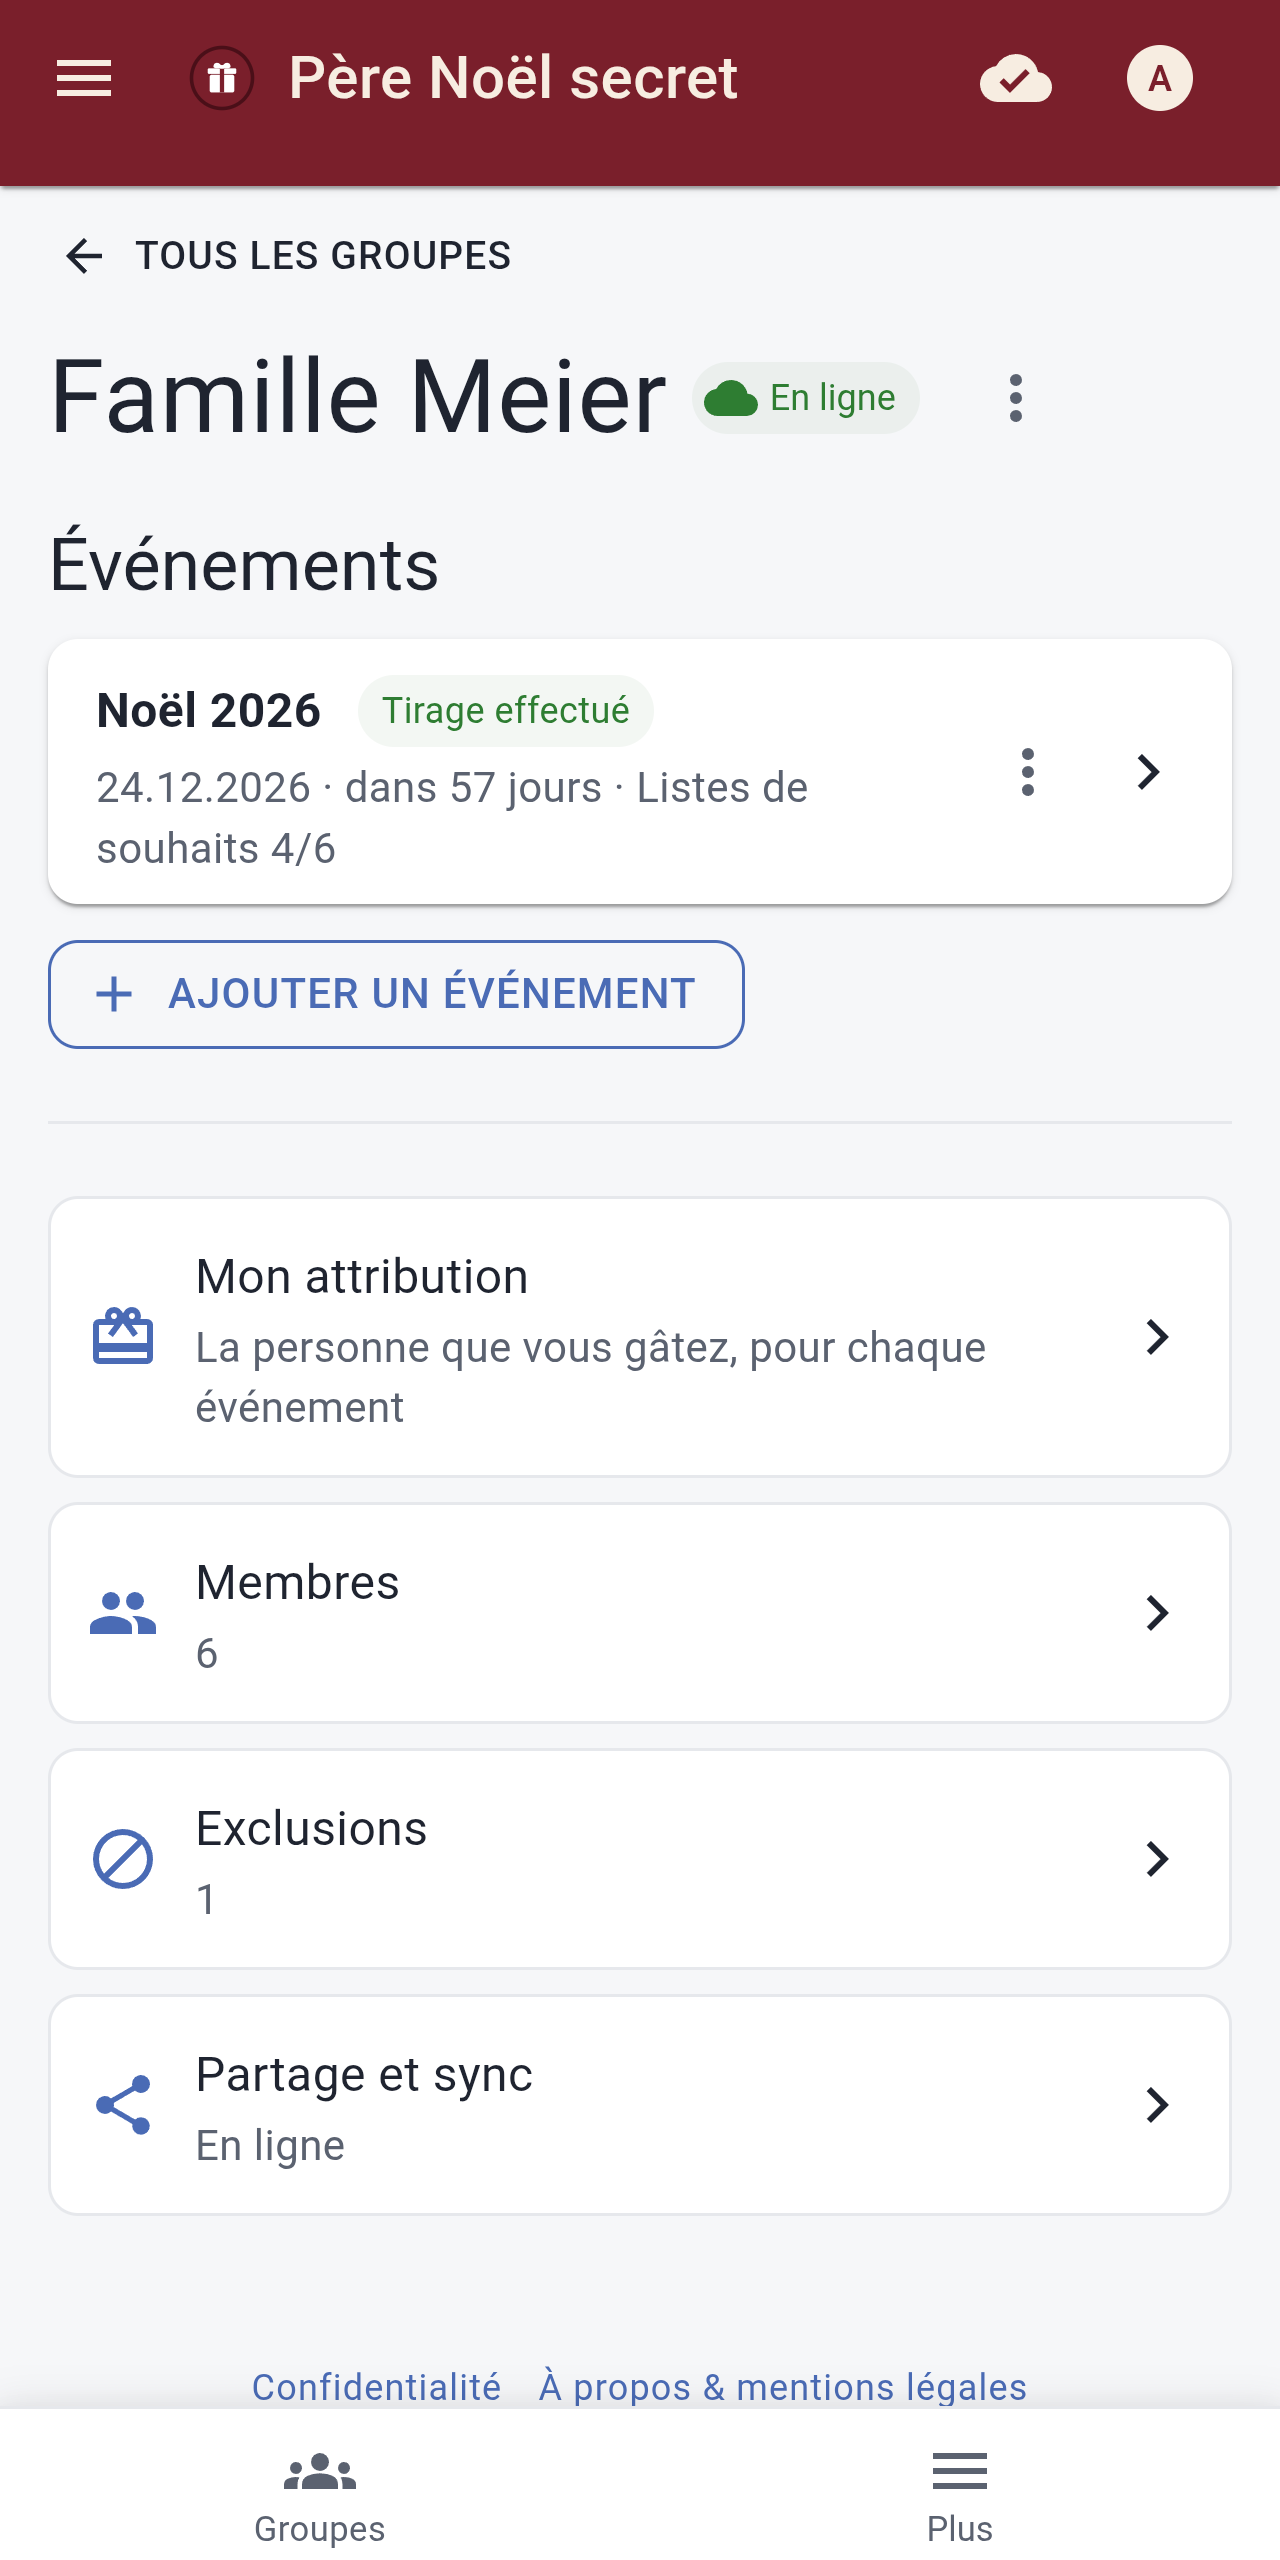 Père Noël secret
A
TOUS LES GROUPES
Famille Meier
En ligne
Événements
Noël 2026
Tirage effectué
24.12.2026 · dans 57 jours · Listes de
souhaits 4/6
AJOUTER UN ÉVÉNEMENT
Mon attribution
La personne que vous gâtez, pour chaque
événement
Membres
6
Exclusions
1
Partage et sync
En ligne
Confidentialité À propos & mentions légales
Groupes
Plus